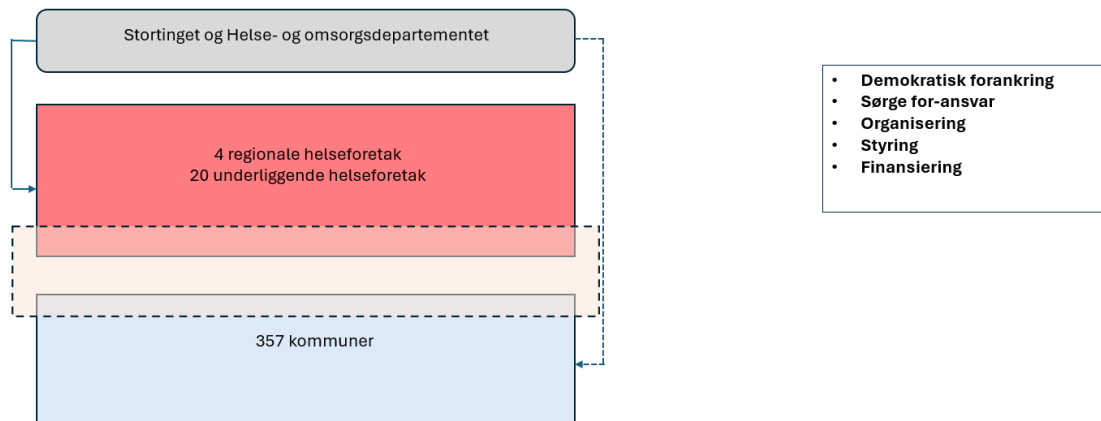 Stortinget og Helse- og omsorgsdepartementet
4 regionale helseforetak
20 underliggende helseforetak
357 kommuner
• Demokratisk forankring
• Sørge for-ansvar
• Organisering
• Styring
• Finansiering